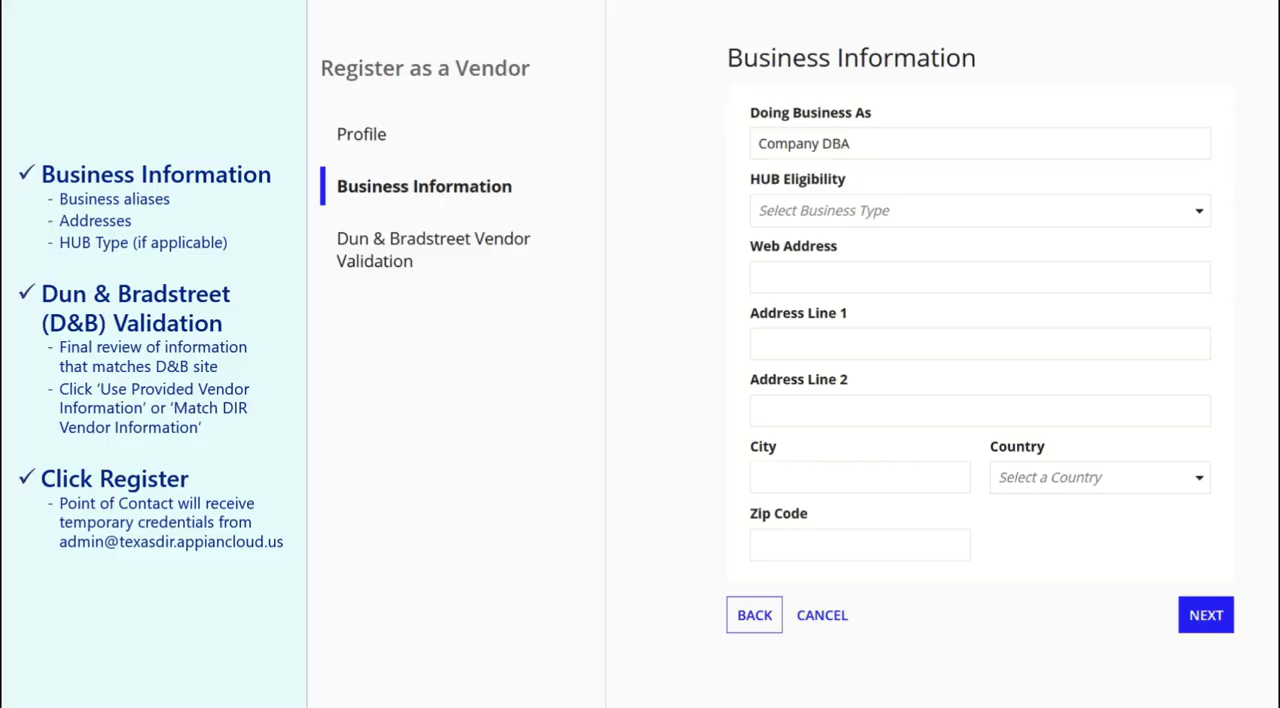 ✓ Business Information
- Business aliases
- Addresses
- HUB Type (if applicable)
✓ Dun & Bradstreet
(D&B) Validation
- Final review of information
that matches D&B site
- Click ‘Use Provided Vendor
Information’ or ‘Match DIR
Vendor Information’
✓ Click Register
- Point of Contact will receive
temporary credentials from
admin@texasdir.appiancloud.us
Register as a Vendor
Profile
Business Information
Dun & Bradstreet Vendor
Validation
Business Information
Doing Business As
Company DBA
HUB Eligibility
Select Business Type
Web Address
Address Line 1
Address Line 2
City Country
Select a Country
Zip Code
BACK CANCEL NEXT